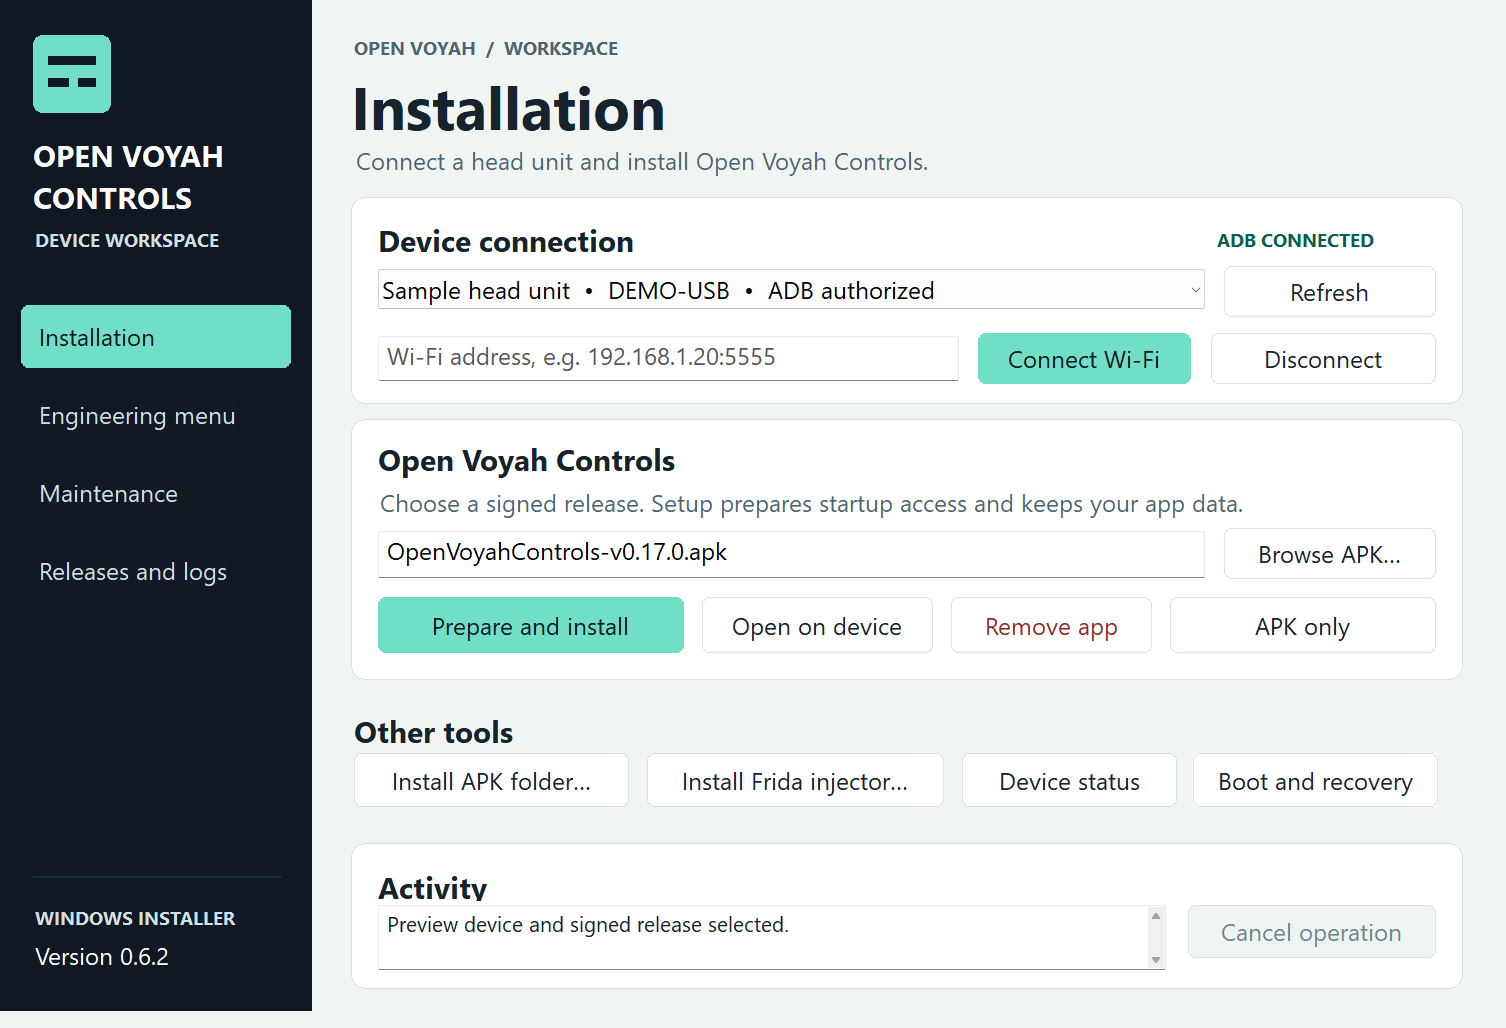 OPEN VOYAH
CONTROLS
DEVICE WORKSPACE
Installation
Engineering menu
Maintenance
Releases and logs
WINDOWS INSTALLER
Version 0.6.2
OPEN VOYAH / WORKSPACE
Installation
Connect a head unit and install Open Voyah Controls.
Device connection
ADB CONNECTED
Sample head unit • DEMO-USB • ADB authorized
Refresh
Wi-Fi address, e.g. 192.168.1.20:5555
Connect Wi-Fi
Disconnect
Open Voyah Controls
Choose a signed release. Setup prepares startup access and keeps your app data.
OpenVoyahControls-v0.17.0.apk
Browse APK...
Prepare and install
Open on device
Remove app
APK only
Other tools
Install APK folder...
Install Frida injector...
Device status
Boot and recovery
Activity
Preview device and signed release selected.
Cancel operation